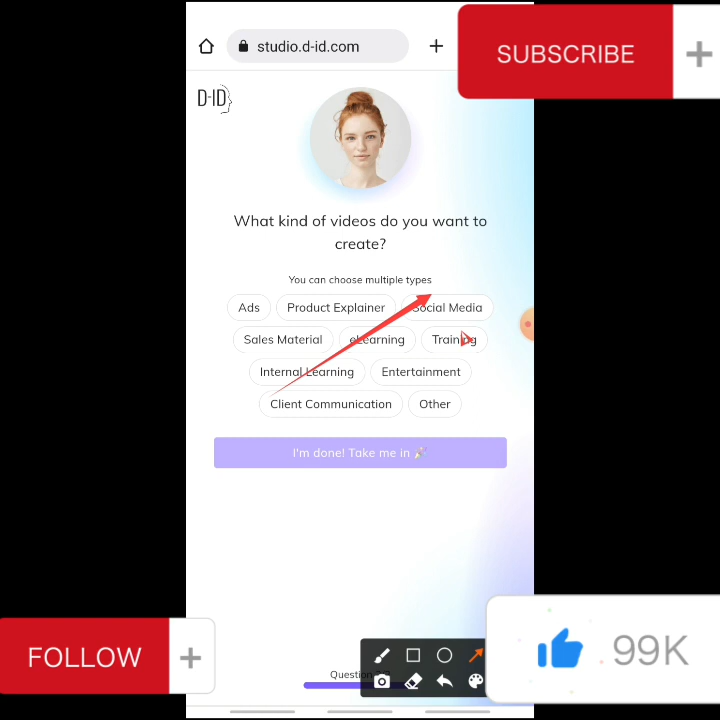 studio.d-id.com
SUBSCRIBE
D-ID
What kind of videos do you want to
create?
You can choose multiple types
Ads
Product Explainer
Social Media
Sales Material
eLearning
Training
Internal Learning
Entertainment
Client Communication
Other
I'm done! Take me in
FOLLOW
99K
Question